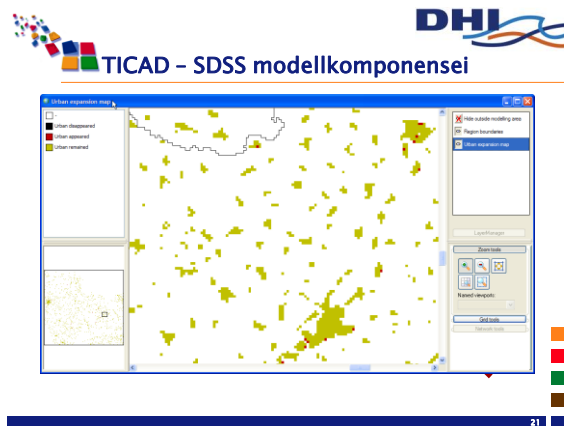 DHI
TICAD – SDSS modellkomponensei
Urban expansion map
Urban disappeared
Urban appeared
Urban remained
Hide outside modelling area
Region boundaries
Urban expansion map
LayerManager
Zoom tools
Named viewports:
Grid tools
Network tools
21